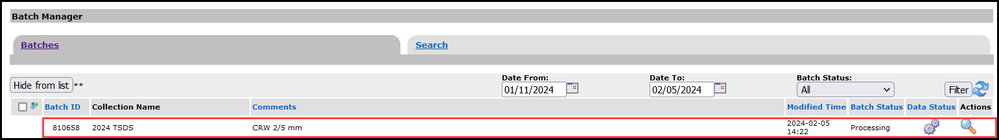 Batch Manager
Batches
Search
Date From:
Date To:
Batch Status:
Hide from list **
01/11/2024
02/05/2024
All
Filter
Batch ID Collection Name Comments Modified Time Batch Status Data Status Actions
810658 2024 TSDS CRW 2/5 mm 2024-02-05 14:22 Processing